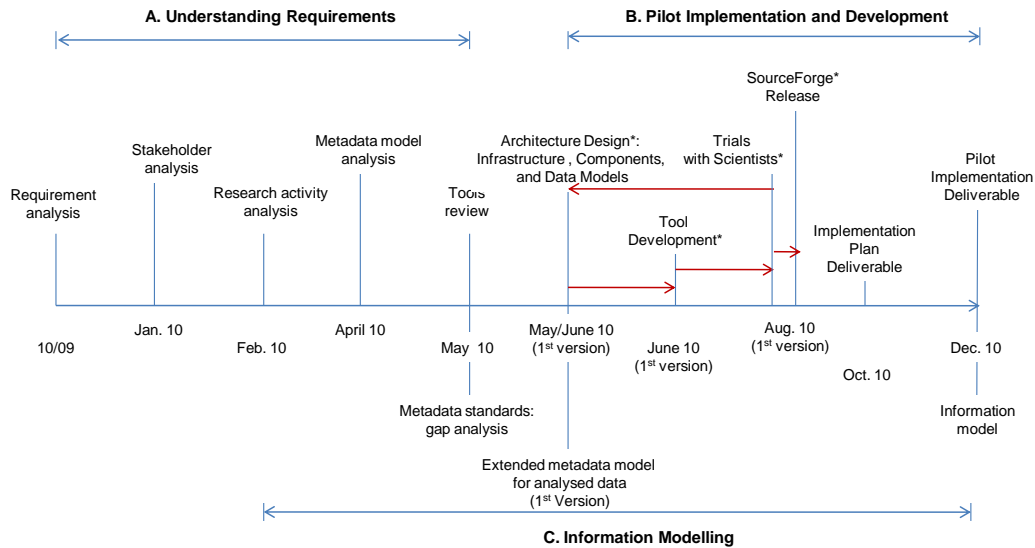 A. Understanding Requirements
B. Pilot Implementation and Development
SourceForge*
Release
Stakeholder
analysis
Metadata model
analysis
Architecture Design*:
Infrastructure , Components,
and Data Models
Trials
with Scientists*
Pilot
Implementation
Deliverable
Requirement
analysis
Research activity
analysis
Tools
review
Tool
Development*
Implementation
Plan
Deliverable
10/09
Jan. 10
Feb. 10
April 10
May 10
May/June 10
(1st version)
June 10
(1st version)
Aug. 10
(1st version)
Oct. 10
Dec. 10
Metadata standards:
gap analysis
Information
model
Extended metadata model
for analysed data
(1st Version)
C. Information Modelling